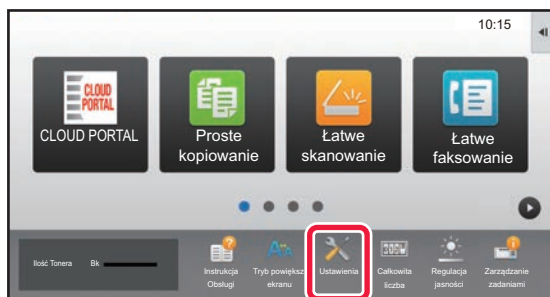 10:15
CLOUD
PORTAL
CLOUD PORTAL
Proste
kopiowanie
Łatwe
skanowanie
Łatwe
faksowanie
Ilość Tonera Bk
Instrukcja
Obsługi
Tryb powiększ
ekranu
Ustawienia
Całkowita
liczba
Regulacja
jasności
Zarządzanie
zadaniami